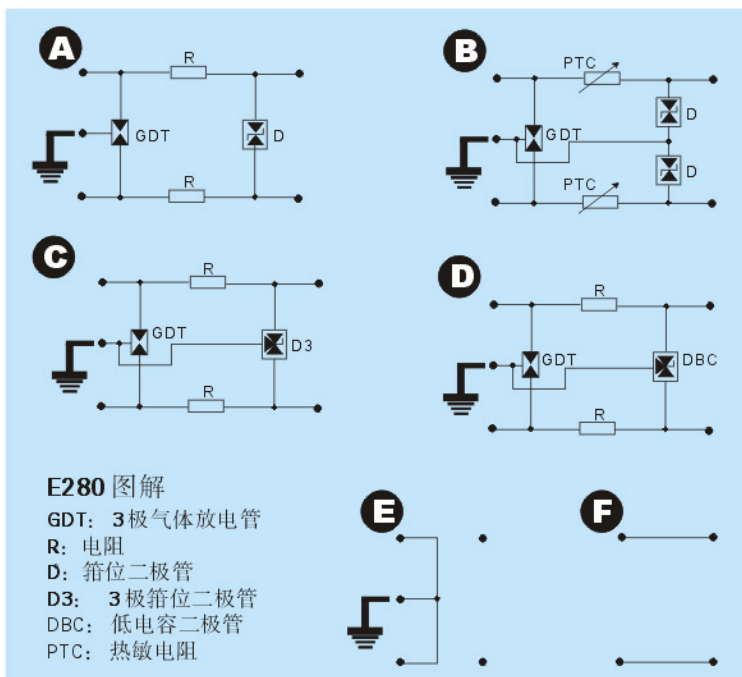 A
R
GDT
D
R
B
PTC
D
GDT
D
PTC
C
R
GDT
D3
R
D
R
GDT
DBC
R
E280 图解
GDT: 3极气体放电管
R: 电阻
D: 箝位二极管
D3: 3极箝位二极管
DBC: 低电容二极管
PTC: 热敏电阻
E
F